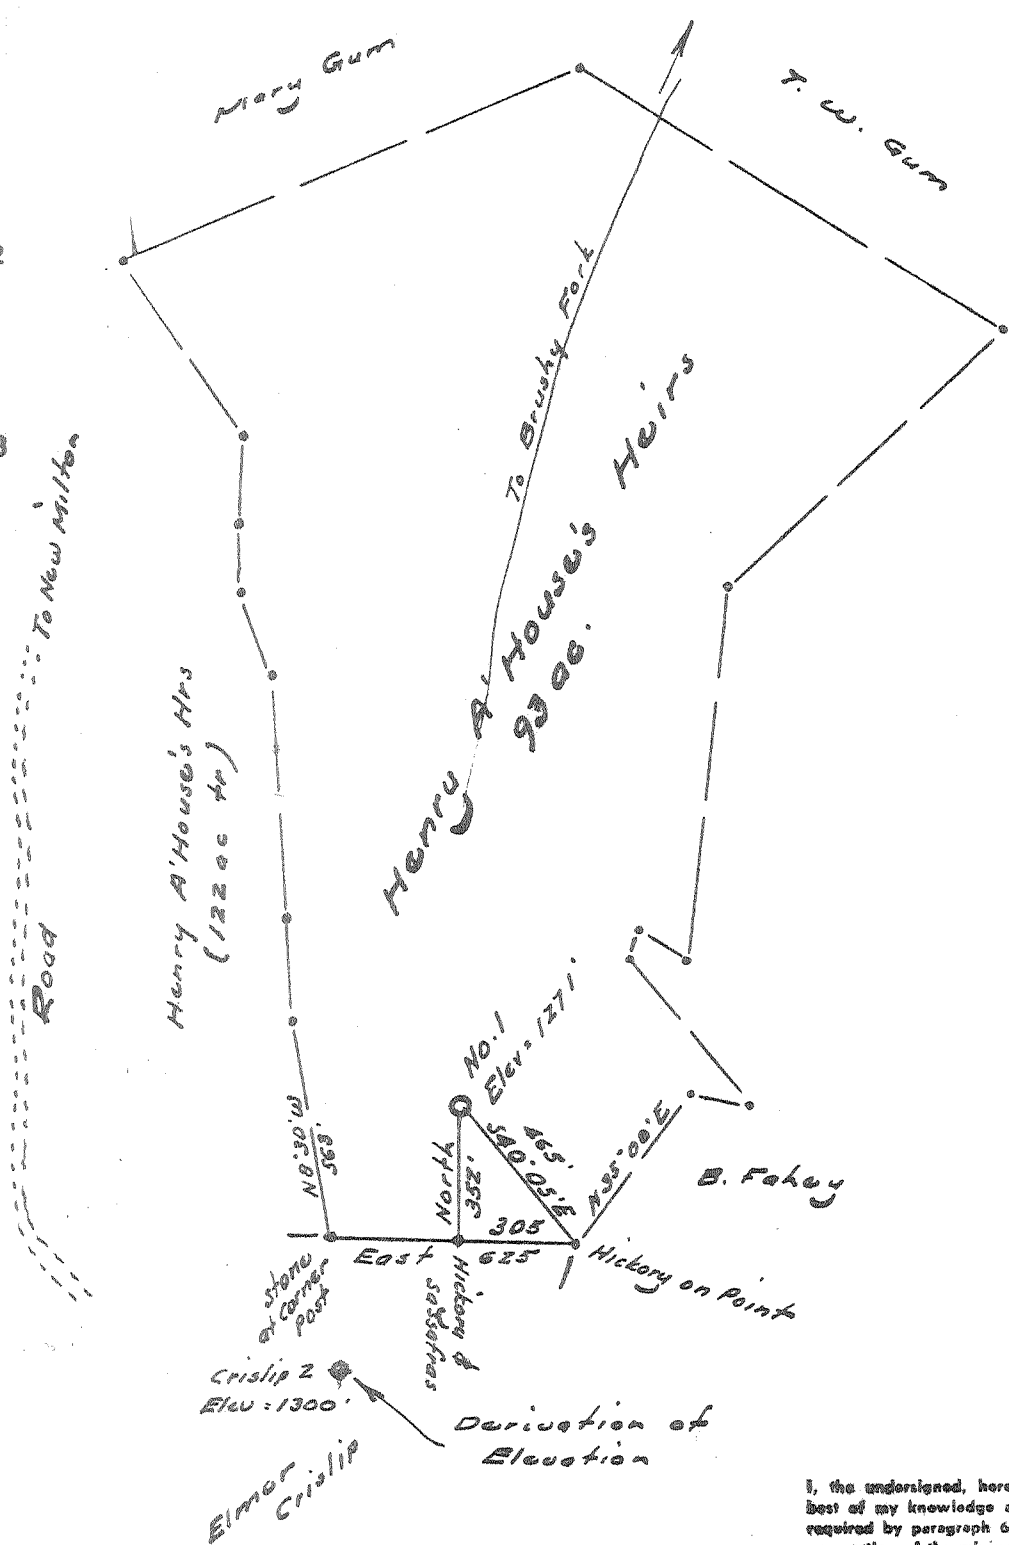 Mary Gum
T. W. Gum
To Brushy Fork
Henry A' House's Heirs
93 ac.
To New Milton
Road
Henry A' House's Hrs
(122 ac tr)
No. 1
Elev = 1271'
N 8°30' W
563'
North
352'
465'
S 40°05' E
N 35°00' E
B. Fahey
305
East 625
Hickory on Point
Stone
at Corner
Post
Hickory &
Sassafras
Crislip 2
Elev = 1300'
Derivation of
Elevation
Elmer
Crislip
I, the undersigned, here
best of my knowledge a
required by paragraph 6